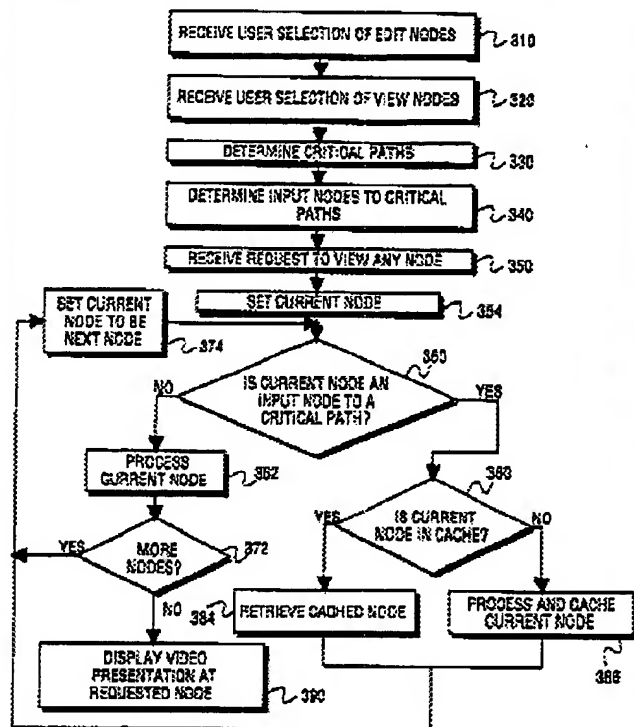 RECEIVE USER SELECTION OF EDIT NODES
310
RECEIVE USER SELECTION OF VIEW NODES
320
DETERMINE CRITICAL PATHS
330
DETERMINE INPUT NODES TO CRITICAL
PATHS
340
RECEIVE REQUEST TO VIEW ANY NODE
350
SET CURRENT NODE
354
SET CURRENT
NODE TO BE
NEXT NODE
374
360
IS CURRENT NODE AN
INPUT NODE TO A
CRITICAL PATH?
NO
YES
PROCESS
CURRENT NODE
362
IS CURRENT
NODE IN CACHE?
YES
NO
YES
MORE
NODES?
372
NO
384
RETRIEVE CACHED NODE
PROCESS AND CACHE
CURRENT NODE
DISPLAY VIDEO
PRESENTATION AT
REQUESTED NODE
390